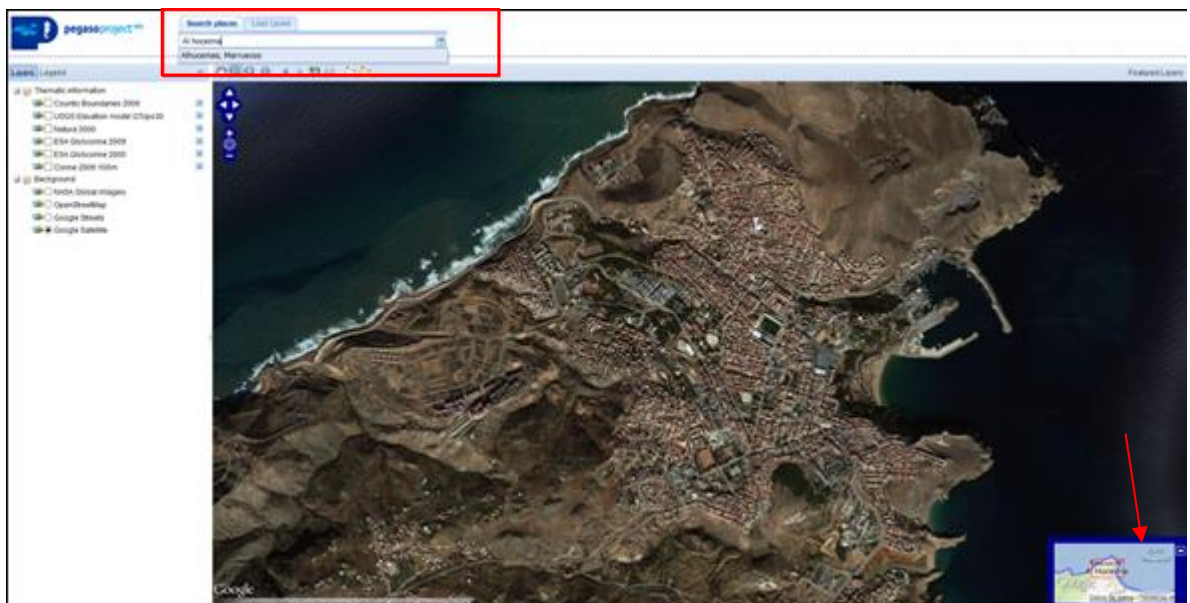 pegasoproject
Search places
Al hoceima
Alhucemas, Marruecos
Layers Legend
Featured Layers
Thematic information
Country Boundaries 2006
USGS Elevation model GTopo30
Natura 2000
ESA Globcorine 2009
ESA Globcorine 2005
Corine 2006 100m
Background
NASA Global Images
OpenStreetMap
Google Streets
Google Satellite
Google
Hoceima
Google